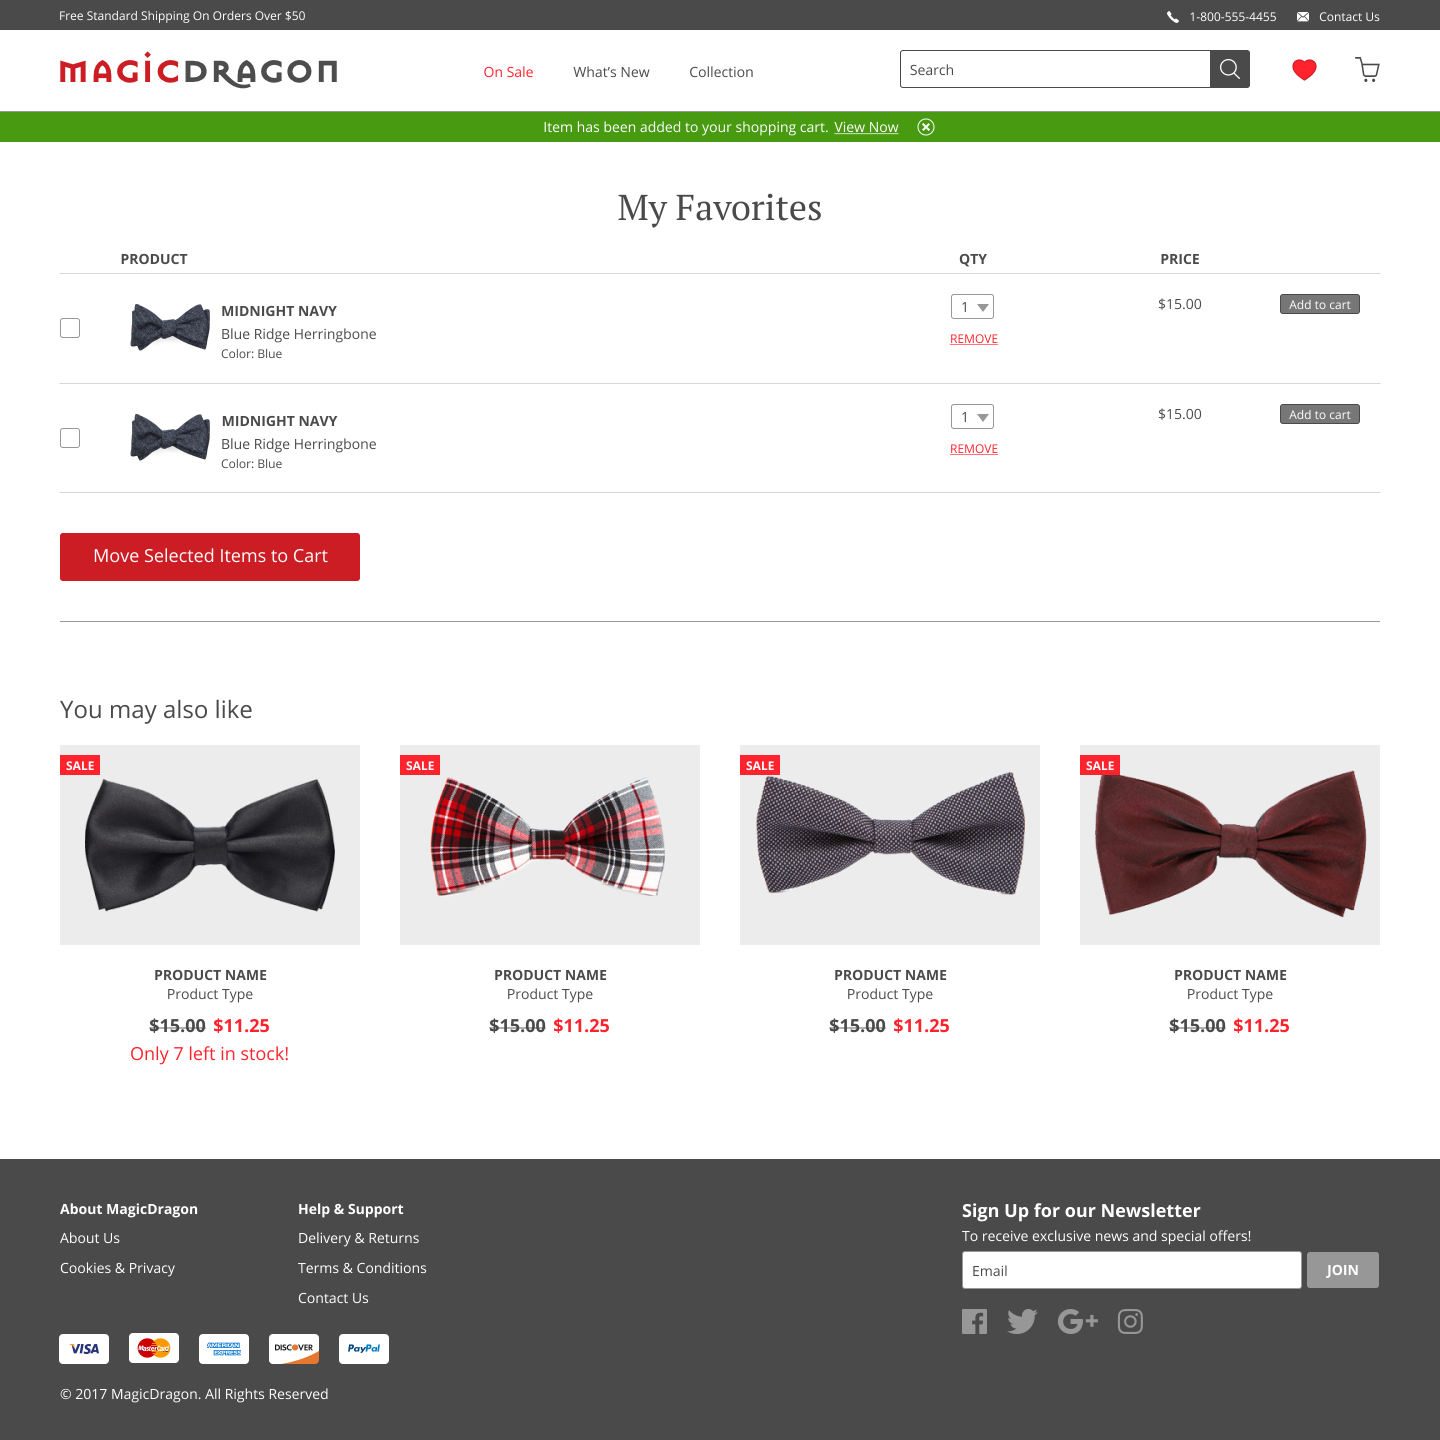 Free Standard Shipping On Orders Over $50
1-800-555-4455
Contact Us
MAGICDRAGON
On Sale
What's New
Collection
Search
Item has been added to your shopping cart. View Now
My Favorites
PRODUCT
QTY
PRICE
MIDNIGHT NAVY
Blue Ridge Herringbone
Color: Blue
1
REMOVE
$15.00
Add to cart
MIDNIGHT NAVY
Blue Ridge Herringbone
Color: Blue
1
REMOVE
$15.00
Add to cart
Move Selected Items to Cart
You may also like
SALE
SALE
SALE
SALE
PRODUCT NAME
Product Type
$15.00 $11.25
Only 7 left in stock!
PRODUCT NAME
Product Type
$15.00 $11.25
PRODUCT NAME
Product Type
$15.00 $11.25
PRODUCT NAME
Product Type
$15.00 $11.25
About MagicDragon
About Us
Cookies & Privacy
Help & Support
Delivery & Returns
Terms & Conditions
Contact Us
Sign Up for our Newsletter
To receive exclusive news and special offers!
Email
JOIN
G+
VISA
MasterCard
AMERICAN EXPRESS
DISCOVER
PayPal
© 2017 MagicDragon. All Rights Reserved